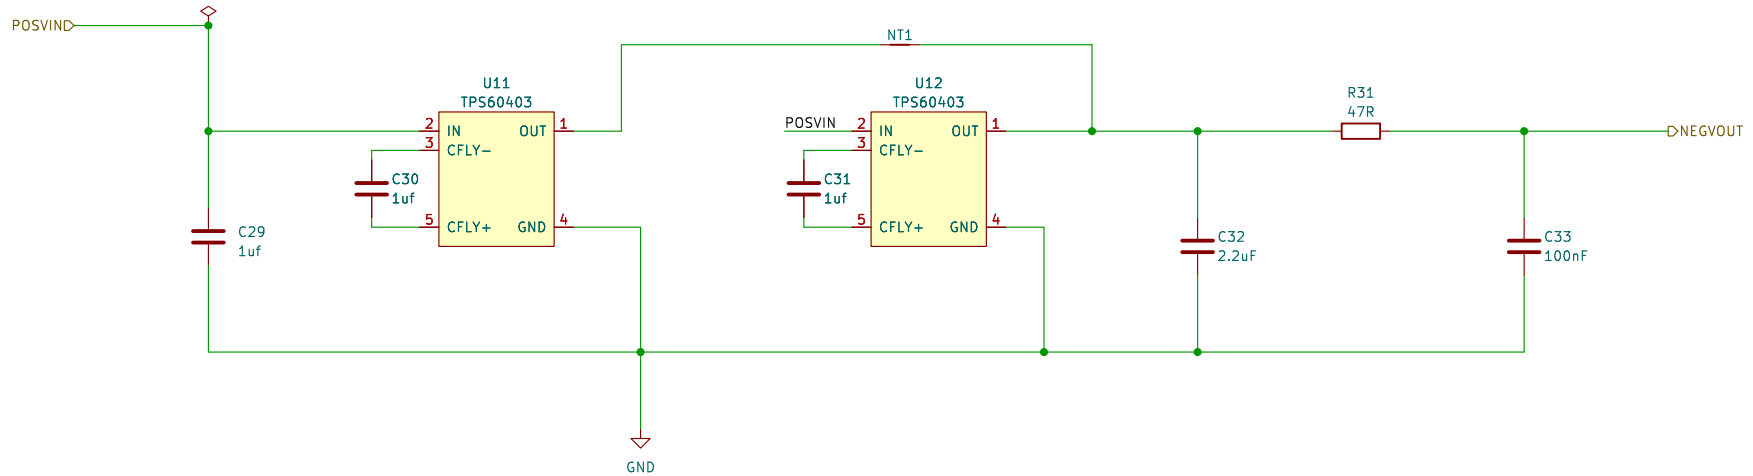 POSVIN
NT1
U11
TPS60403
2 IN OUT 1
3 CFLY-
5 CFLY+ GND 4
C30
1uf
C29
1uf
U12
TPS60403
POSVIN
2 IN OUT 1
3 CFLY-
5 CFLY+ GND 4
C31
1uf
R31
47R
NEGVOUT
C32
2.2uF
C33
100nF
GND